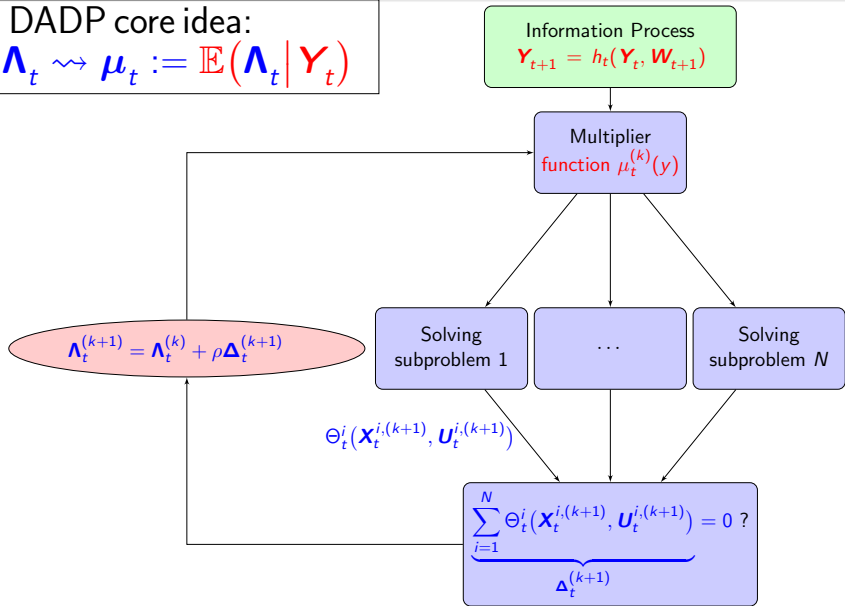 DADP core idea:
𝚲_t ⇝ 𝝁_t := 𝔼(𝚲_t | 𝒀_t)
Information Process
𝒀_{t+1} = h_t(𝒀_t, 𝑾_{t+1})
Multiplier
function μ_t^{(k)}(y)
Solving
subproblem 1
...
Solving
subproblem N
𝚲_t^{(k+1)} = 𝚲_t^{(k)} + ρ𝚫_t^{(k+1)}
Θ_t^i(𝑿_t^{i,(k+1)}, 𝑼_t^{i,(k+1)})
∑_{i=1}^{N} Θ_t^i(𝑿_t^{i,(k+1)}, 𝑼_t^{i,(k+1)}) = 0 ?
𝚫_t^{(k+1)}